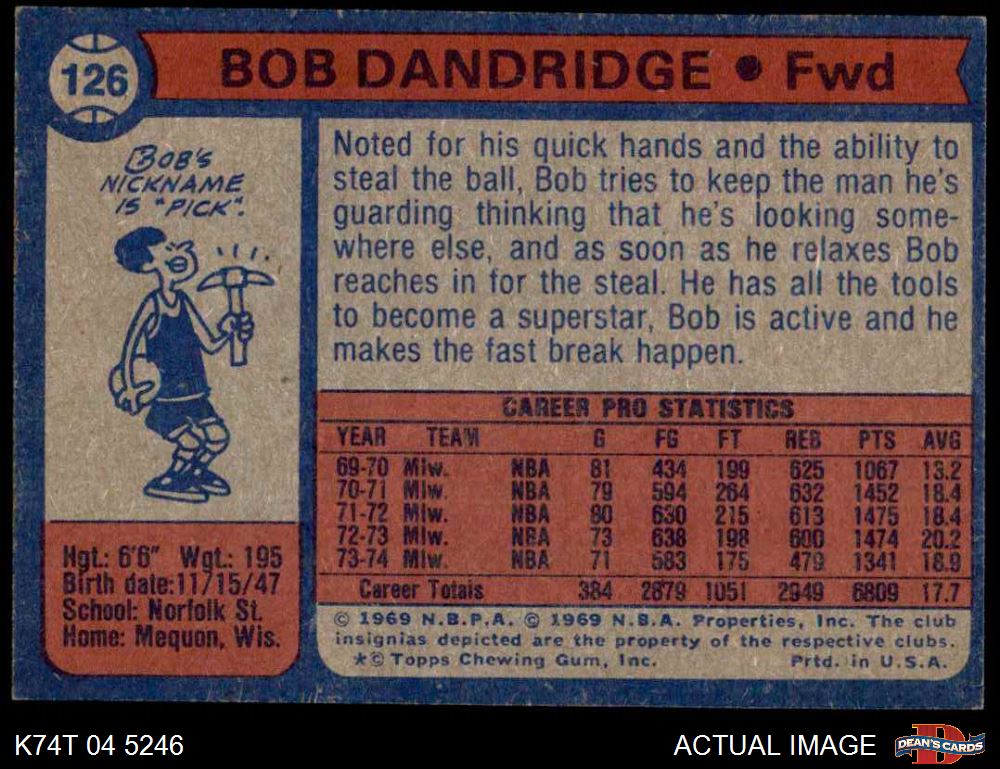 126
BOB DANDRIDGE • Fwd
BOB'S
NICKNAME
IS "PICK".
Noted for his quick hands and the ability to
steal the ball, Bob tries to keep the man he's
guarding thinking that he's looking some-
where else, and as soon as he relaxes Bob
reaches in for the steal. He has all the tools
to become a superstar, Bob is active and he
makes the fast break happen.
CAREER PRO STATISTICS
YEAR TEAM G FG FT REB PTS AVG
69-70 Mlw. NBA 81 434 199 625 1067 13.2
70-71 Mlw. NBA 79 594 264 632 1452 18.4
71-72 Mlw. NBA 80 630 215 613 1475 18.4
72-73 Mlw. NBA 73 638 198 600 1474 20.2
73-74 Mlw. NBA 71 583 175 479 1341 18.9
Career Totals 384 2879 1051 2949 6809 17.7
Hgt.: 6'6" Wgt.: 195
Birth date: 11/15/47
School: Norfolk St.
Home: Mequon, Wis.
© 1969 N.B.P.A. © 1969 N.B.A. Properties, Inc. The club
insignias depicted are the property of the respective clubs.
*© Topps Chewing Gum, Inc. Prtd. in U.S.A.
K74T 04 5246
ACTUAL IMAGE
D
DEAN'S CARDS